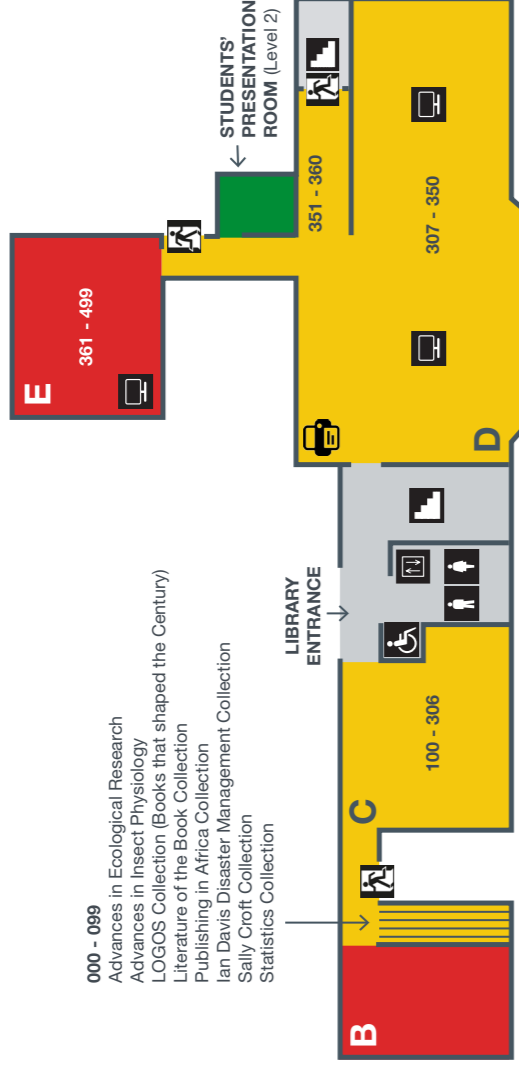 000 - 099
Advances in Ecological Research
Advances in Insect Physiology
LOGOS Collection (Books that shaped the Century)
Literature of the Book Collection
Publishing in Africa Collection
Ian Davis Disaster Management Collection
Sally Croft Collection
Statistics Collection
E
361 - 499
STUDENTS'
PRESENTATION
ROOM (Level 2)
LIBRARY
ENTRANCE
351 - 360
B
C
100 - 306
D
307 - 350